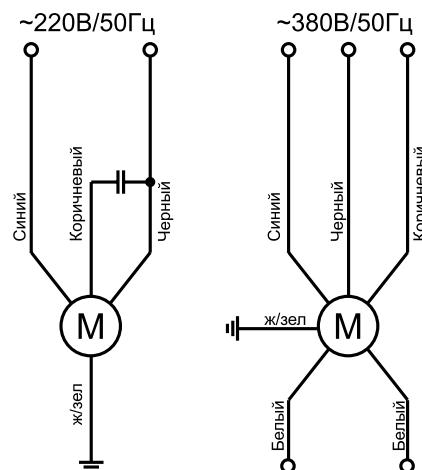 ~220В/50Гц
Синий
Коричневый
Черный
М
ж/зел
~380В/50Гц
Синий
Черный
Коричневый
ж/зел
М
Белый
Белый